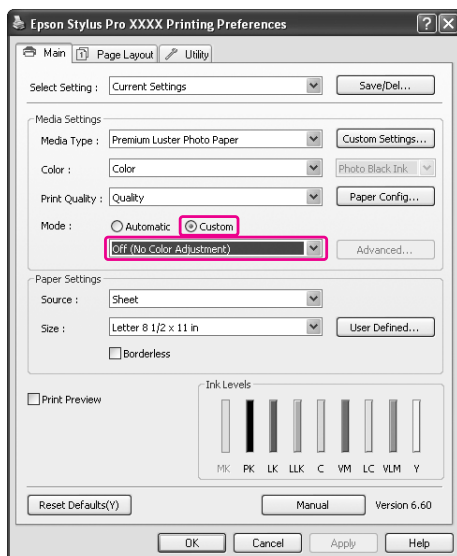 Epson Stylus Pro XXXX Printing Preferences
Main Page Layout Utility
Select Setting : Current Settings Save/Del...
Media Settings
Media Type : Premium Luster Photo Paper Custom Settings...
Color : Color Photo Black Ink
Print Quality : Quality Paper Config...
Mode : Automatic Custom
Off (No Color Adjustment) Advanced...
Paper Settings
Source : Sheet
Size : Letter 8 1/2 x 11 in User Defined...
Borderless
Print Preview
Ink Levels
MK PK LK LLK C VM LC VLM Y
Reset Defaults(Y) Manual Version 6.60
OK Cancel Apply Help